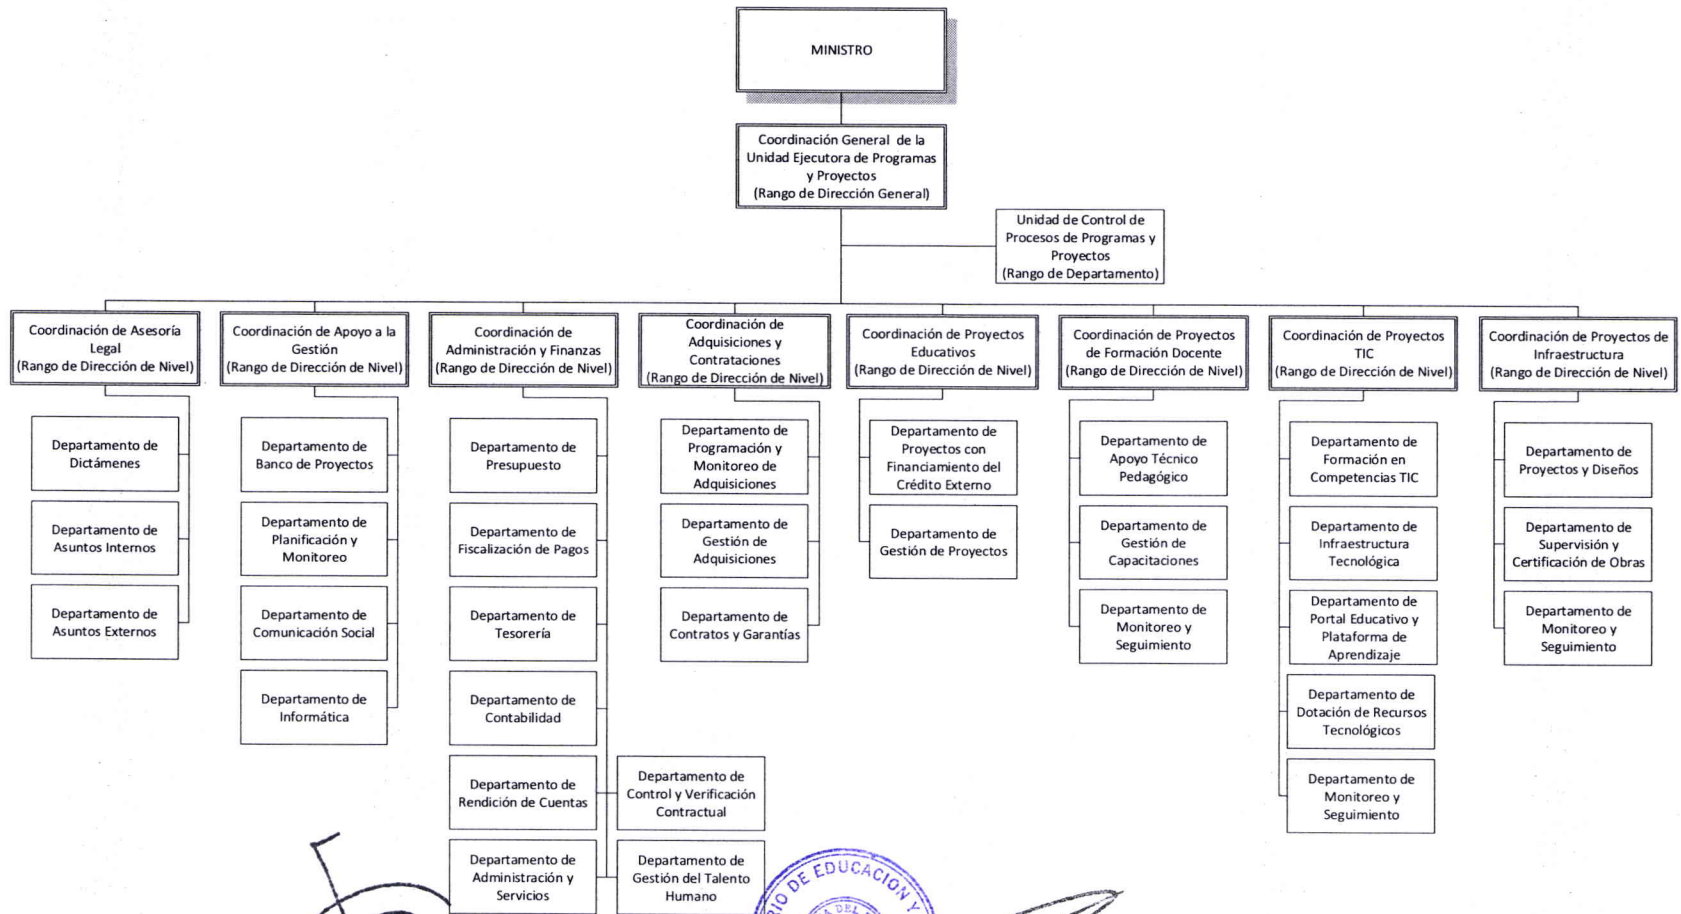 MINISTRO
Coordinación General de la
Unidad Ejecutora de Programas
y Proyectos
(Rango de Dirección General)
Unidad de Control de
Procesos de Programas y
Proyectos
(Rango de Departamento)
Coordinación de Asesoría
Legal
(Rango de Dirección de Nivel)
Coordinación de Apoyo a la
Gestión
(Rango de Dirección de Nivel)
Coordinación de
Administración y Finanzas
(Rango de Dirección de Nivel)
Coordinación de
Adquisiciones y
Contrataciones
(Rango de Dirección de Nivel)
Coordinación de Proyectos
Educativos
(Rango de Dirección de Nivel)
Coordinación de Proyectos
de Formación Docente
(Rango de Dirección de Nivel)
Coordinación de Proyectos
TIC
(Rango de Dirección de Nivel)
Coordinación de Proyectos de
Infraestructura
(Rango de Dirección de Nivel)
Departamento de
Dictámenes
Departamento de
Asuntos Internos
Departamento de
Asuntos Externos
Departamento de
Banco de Proyectos
Departamento de
Planificación y
Monitoreo
Departamento de
Comunicación Social
Departamento de
Informática
Departamento de
Presupuesto
Departamento de
Fiscalización de Pagos
Departamento de
Tesorería
Departamento de
Contabilidad
Departamento de
Rendición de Cuentas
Departamento de
Administración y
Servicios
Departamento de
Control y Verificación
Contractual
Departamento de
Gestión del Talento
Humano
Departamento de
Programación y
Monitoreo de
Adquisiciones
Departamento de
Gestión de
Adquisiciones
Departamento de
Contratos y Garantías
Departamento de
Proyectos con
Financiamiento del
Crédito Externo
Departamento de
Gestión de Proyectos
Departamento de
Apoyo Técnico
Pedagógico
Departamento de
Gestión de
Capacitaciones
Departamento de
Monitoreo y
Seguimiento
Departamento de
Formación en
Competencias TIC
Departamento de
Infraestructura
Tecnológica
Departamento de
Portal Educativo y
Plataforma de
Aprendizaje
Departamento de
Dotación de Recursos
Tecnológicos
Departamento de
Monitoreo y
Seguimiento
Departamento de
Proyectos y Diseños
Departamento de
Supervisión y
Certificación de Obras
Departamento de
Monitoreo y
Seguimiento
DE EDUCACION Y
DEL